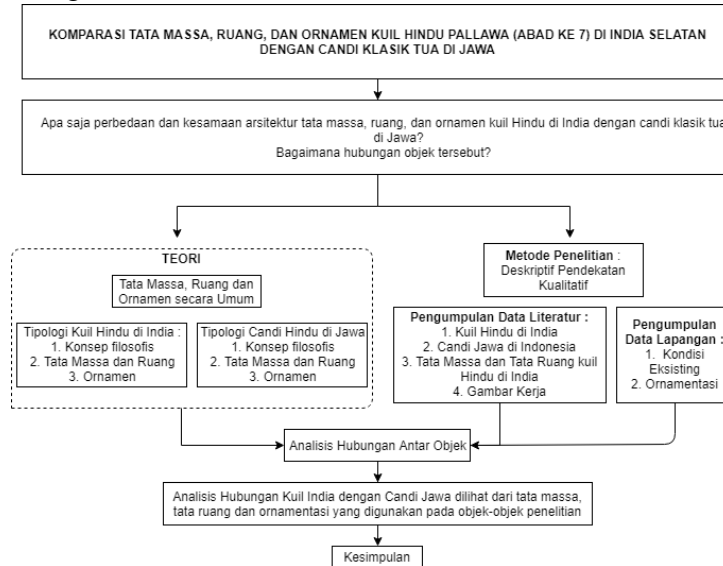 KOMPARASI TATA MASSA, RUANG, DAN ORNAMEN KUIL HINDU PALLAWA (ABAD KE 7) DI INDIA SELATAN
DENGAN CANDI KLASIK TUA DI JAWA
Apa saja perbedaan dan kesamaan arsitektur tata massa, ruang, dan ornamen kuil Hindu di India dengan candi klasik tua
di Jawa?
Bagaimana hubungan objek tersebut?
TEORI
Tata Massa, Ruang dan
Ornamen secara Umum
Tipologi Kuil Hindu di India :
1. Konsep filosofis
2. Tata Massa dan Ruang
3. Ornamen
Tipologi Candi Hindu di Jawa
1. Konsep filosofis
2. Tata Massa dan Ruang
3. Ornamen
Metode Penelitian :
Deskriptif Pendekatan
Kualitatif
Pengumpulan Data Literatur :
1. Kuil Hindu di India
2. Candi Jawa di Indonesia
3. Tata Massa dan Tata Ruang kuil
Hindu di India
4. Gambar Kerja
Pengumpulan
Data Lapangan :
1. Kondisi
Eksisting
2. Ornamentasi
Analisis Hubungan Antar Objek
Analisis Hubungan Kuil India dengan Candi Jawa dilihat dari tata massa,
tata ruang dan ornamentasi yang digunakan pada objek-objek penelitian
Kesimpulan